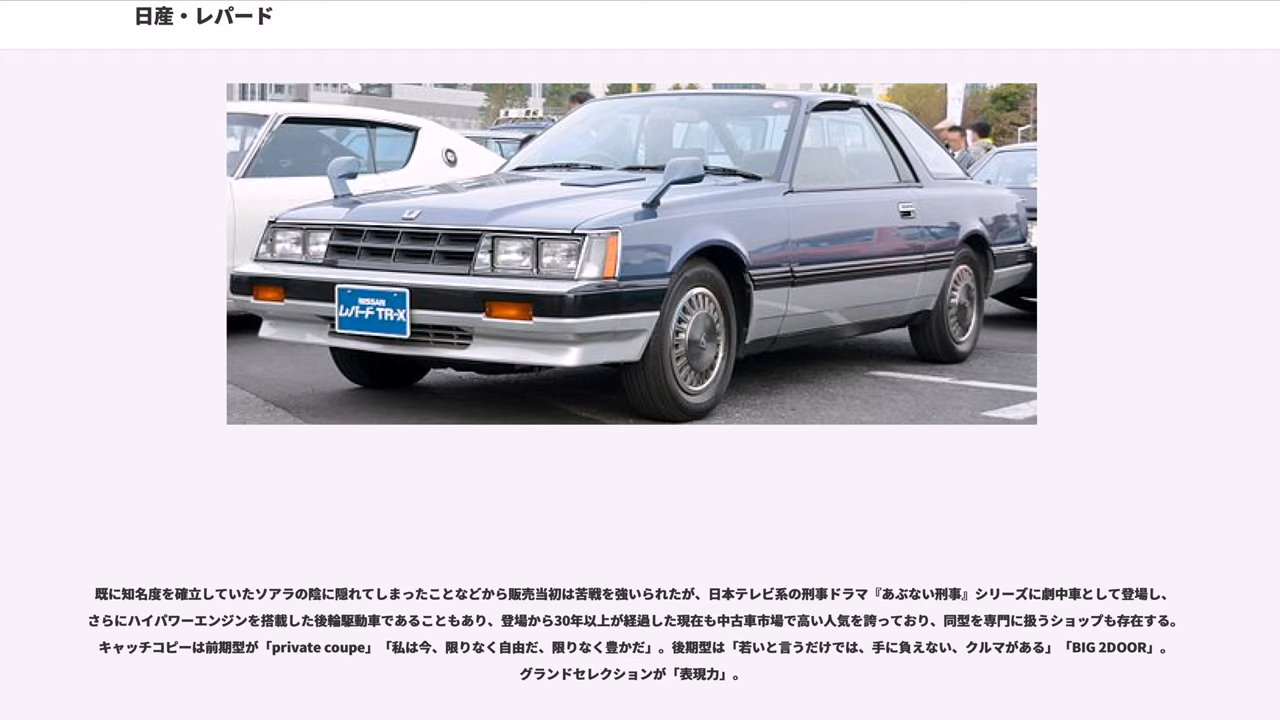 日産・レパード
NISSAN
レパード TR-X
既に知名度を確立していたソアラの陰に隠れてしまったことなどから販売当初は苦戦を強いられたが、日本テレビ系の刑事ドラマ『あぶない刑事』シリーズに劇中車として登場し、
さらにハイパワーエンジンを搭載した後輪駆動車であることもあり、登場から30年以上が経過した現在も中古車市場で高い人気を誇っており、同型を専門に扱うショップも存在する。
キャッチコピーは前期型が「private coupe」「私は今、限りなく自由だ、限りなく豊かだ」。後期型は「若いと言うだけでは、手に負えない、クルマがある」「BIG 2DOOR」。
グランドセレクションが「表現力」。